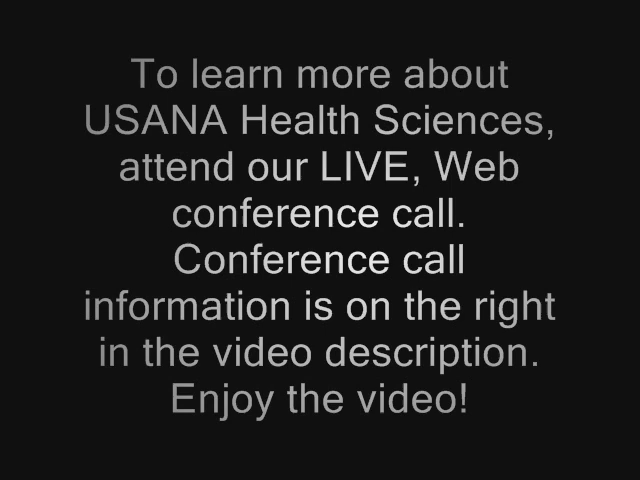 To learn more about
USANA Health Sciences,
attend our LIVE, Web
conference call.
Conference call
information is on the right
in the video description.
Enjoy the video!